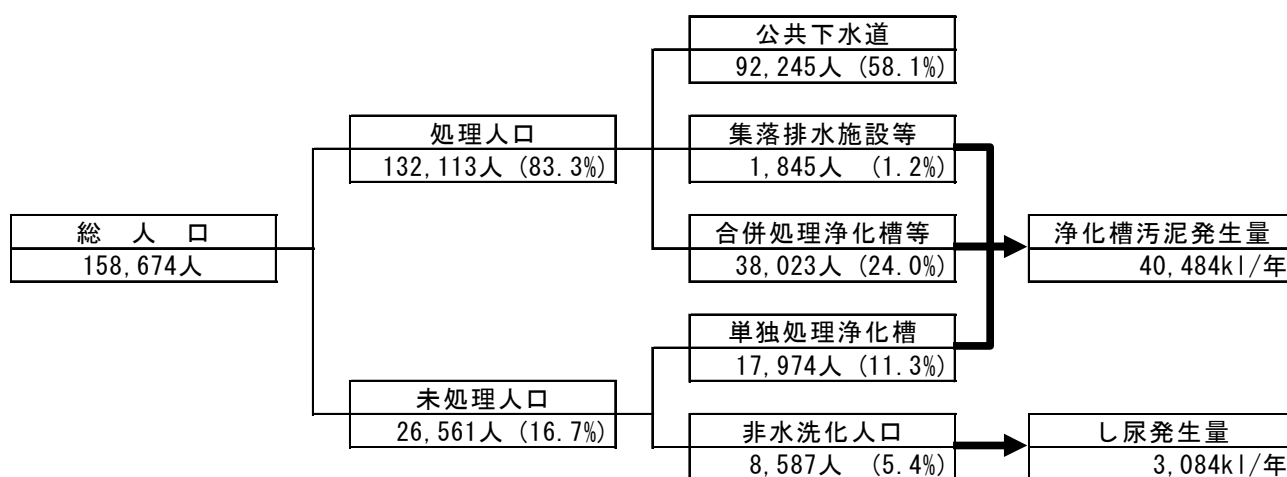 総人口
158,674人
処理人口
132,113人 (83.3%)
未処理人口
26,561人 (16.7%)
公共下水道
92,245人 (58.1%)
集落排水施設等
1,845人 (1.2%)
合併処理浄化槽等
38,023人 (24.0%)
単独処理浄化槽
17,974人 (11.3%)
非水洗化人口
8,587人 (5.4%)
浄化槽汚泥発生量
40,484kl/年
し尿発生量
3,084kl/年